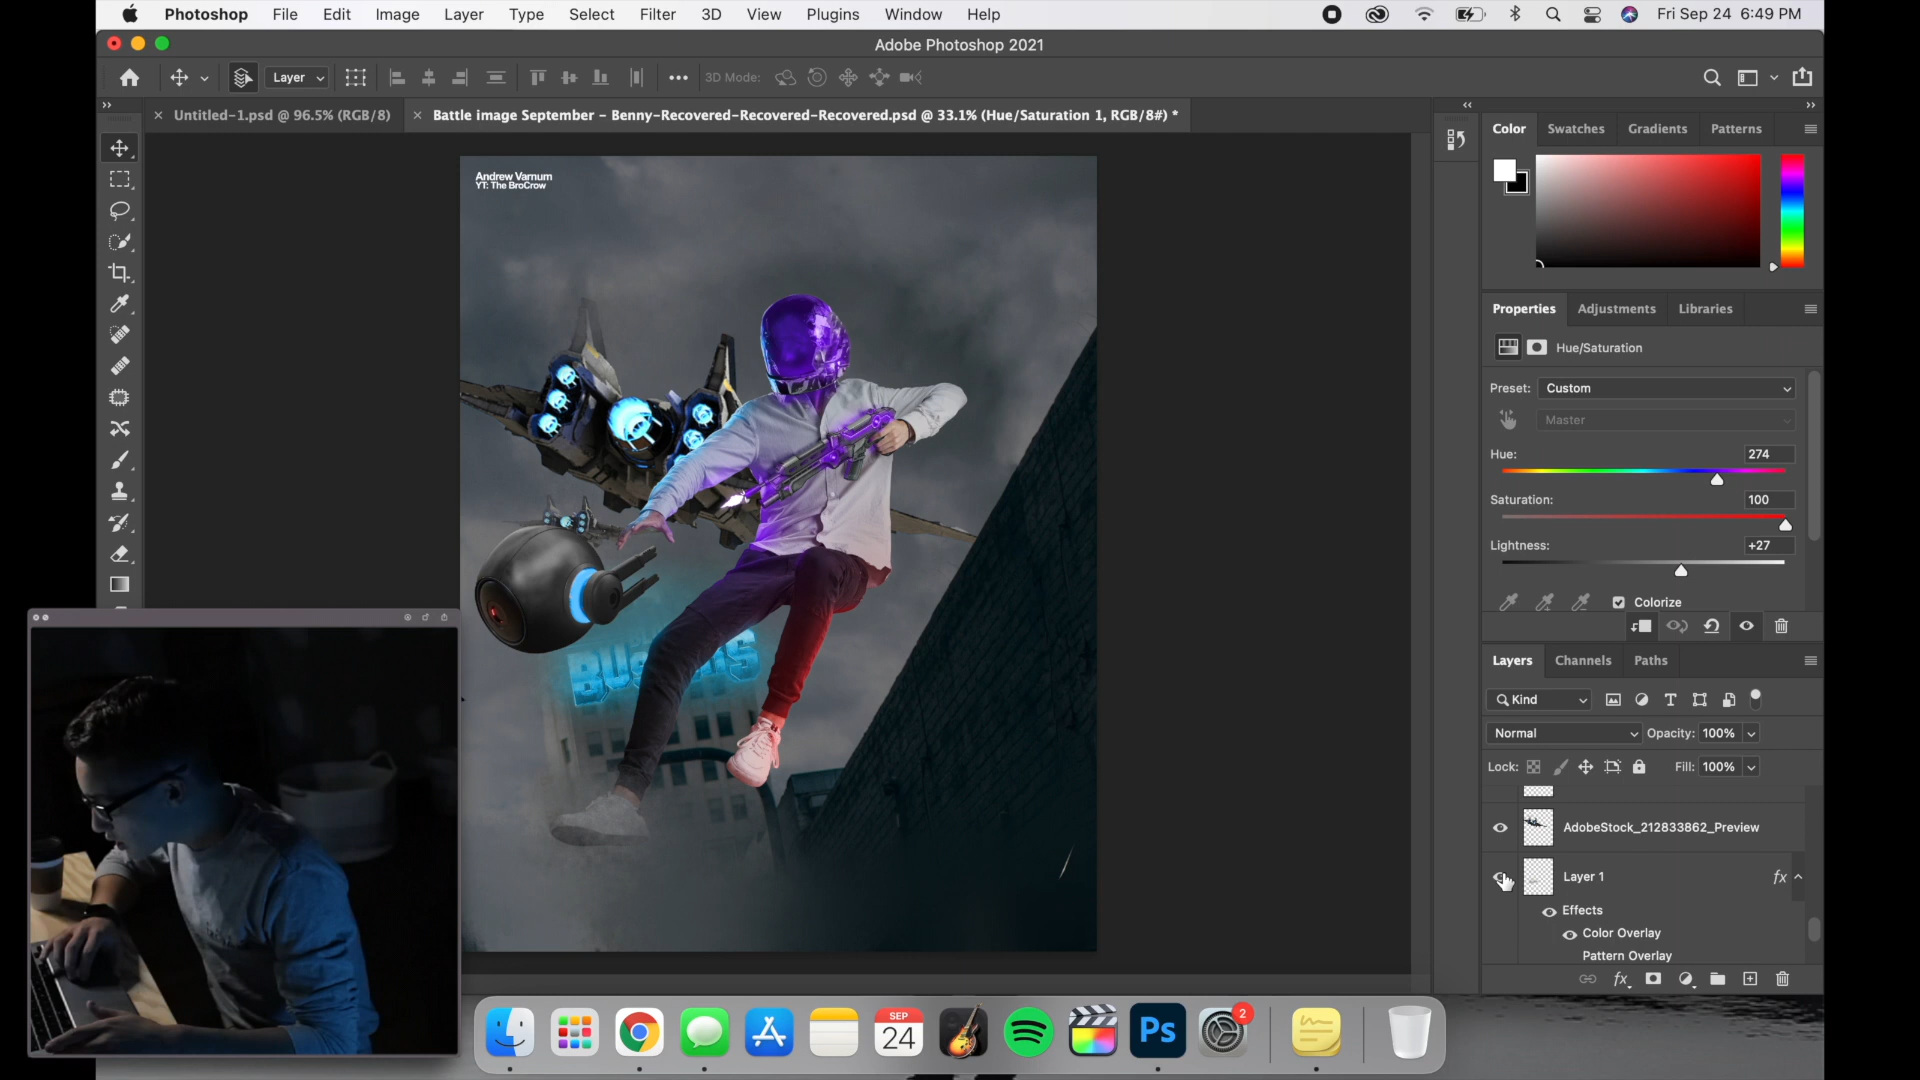 Photoshop File Edit Image Layer Type Select Filter 3D View Plugins Window Help Fri Sep 24 6:49 PM
Adobe Photoshop 2021
Layer 3D Mode:
Untitled-1.psd @ 96.5% (RGB/8) Battle image September - Benny-Recovered-Recovered-Recovered.psd @ 33.1% (Hue/Saturation 1, RGB/8#) *
Color Swatches Gradients Patterns
Andrew Varnum
YT: The BroCrow
Properties Adjustments Libraries
Hue/Saturation
Preset: Custom
Master
Hue: 274
Saturation: 100
Lightness: +27
Colorize
Layers Channels Paths
Kind
Normal Opacity: 100%
Lock: Fill: 100%
AdobeStock_212833862_Preview
Layer 1 fx
Effects
Color Overlay
Pattern Overlay
fx
SEP
24
Ps
2